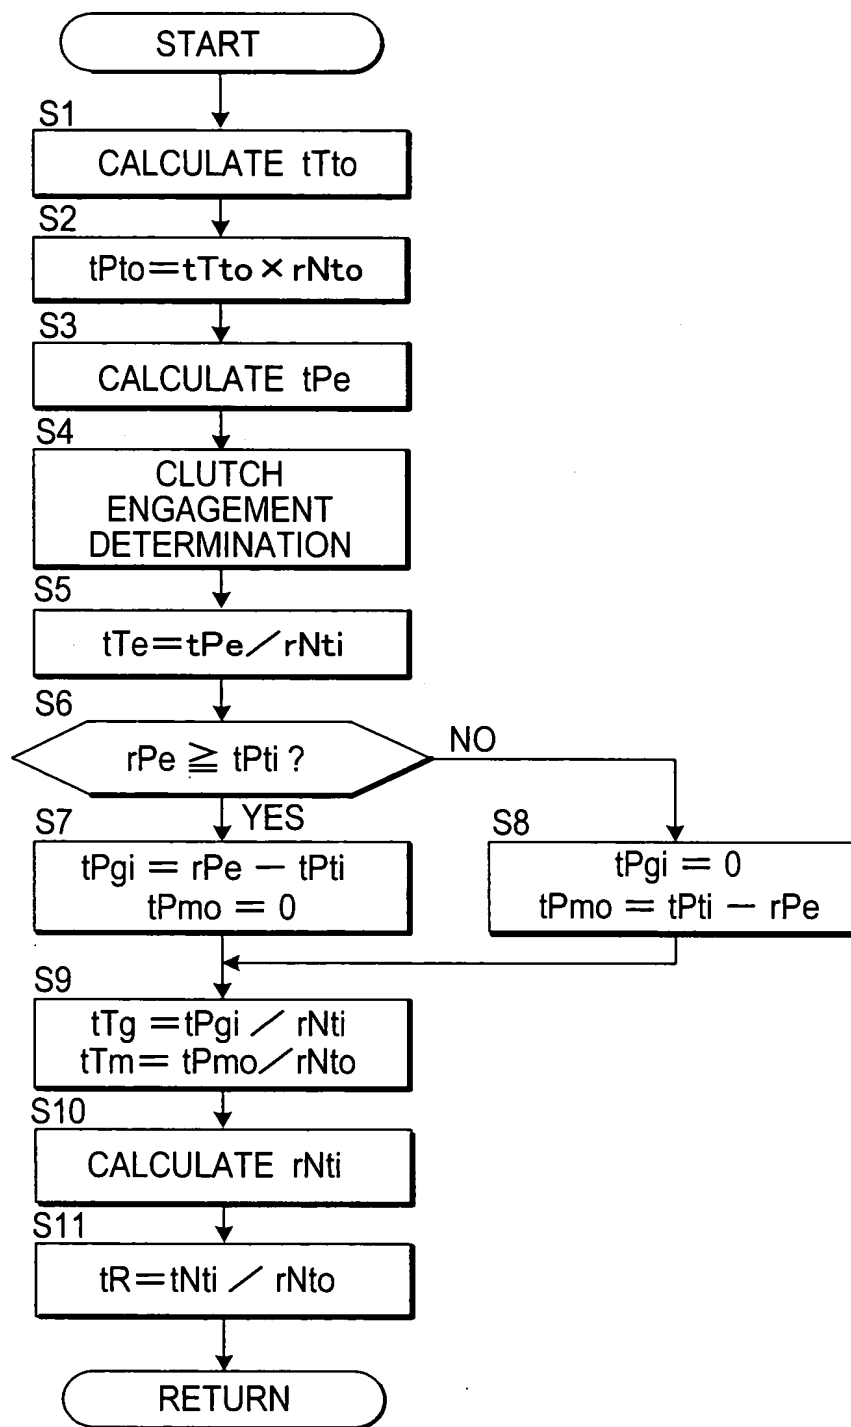 START
S1
CALCULATE tTto
S2
tPto=tTto×rNto
S3
CALCULATE tPe
S4
CLUTCH
ENGAGEMENT
DETERMINATION
S5
tTe=tPe／rNti
S6
rPe ≧ tPti ?
NO
YES
S7
tPgi = rPe − tPti
tPmo = 0
S8
tPgi = 0
tPmo = tPti − rPe
S9
tTg =tPgi ／ rNti
tTm= tPmo／rNto
S10
CALCULATE rNti
S11
tR=tNti ／ rNto
RETURN